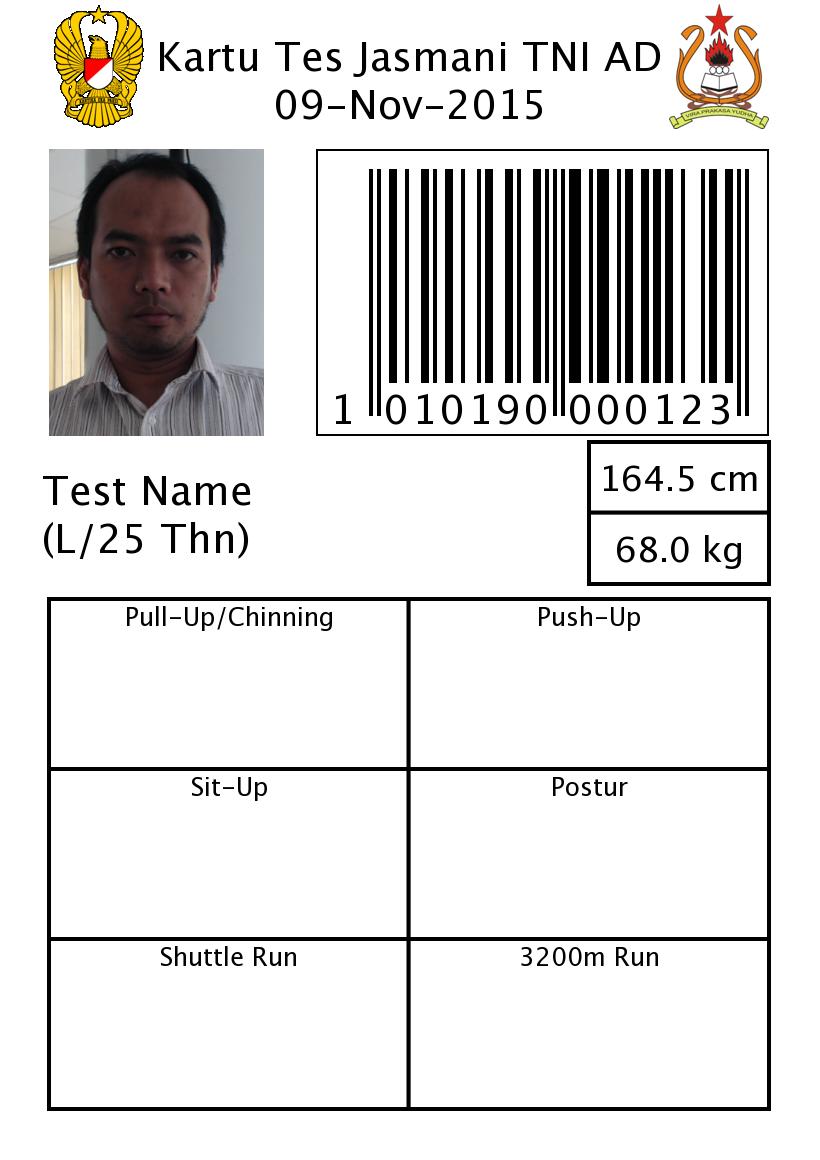 Kartu Tes Jasmani TNI AD
09-Nov-2015
VIRA PRAKASA YUDHA
1 010190 000123
Test Name
(L/25 Thn)
164.5 cm
68.0 kg
Pull-Up/Chinning
Push-Up
Sit-Up
Postur
Shuttle Run
3200m Run